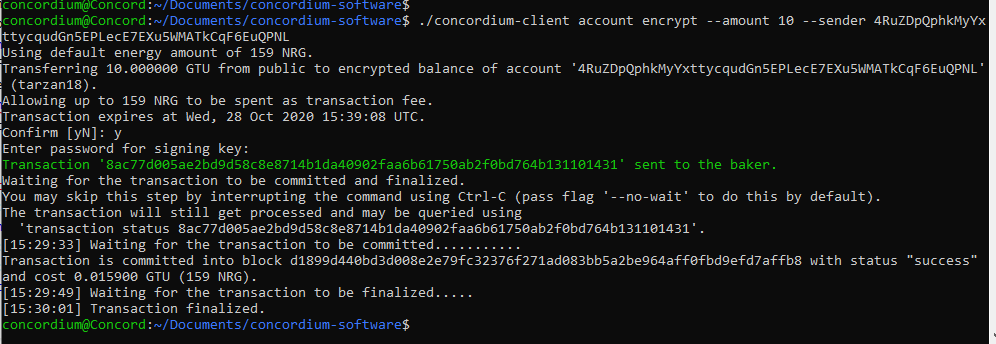 concordium@Concord:~/Documents/concordium-software$
concordium@Concord:~/Documents/concordium-software$ ./concordium-client account encrypt --amount 10 --sender 4RuZDpQphkMyYx
ttycqudGn5EPLecE7EXu5WMATkCqF6EuQPNL
Using default energy amount of 159 NRG.
Transferring 10.000000 GTU from public to encrypted balance of account '4RuZDpQphkMyYxttycqudGn5EPLecE7EXu5WMATkCqF6EuQPNL'
 (tarzan18).
Allowing up to 159 NRG to be spent as transaction fee.
Transaction expires at Wed, 28 Oct 2020 15:39:08 UTC.
Confirm [yN]: y
Enter password for signing key:
Transaction '8ac77d005ae2bd9d58c8e8714b1da40902faa6b61750ab2f0bd764b131101431' sent to the baker.
Waiting for the transaction to be committed and finalized.
You may skip this step by interrupting the command using Ctrl-C (pass flag '--no-wait' to do this by default).
The transaction will still get processed and may be queried using
  'transaction status 8ac77d005ae2bd9d58c8e8714b1da40902faa6b61750ab2f0bd764b131101431'.
[15:29:33] Waiting for the transaction to be committed...........
Transaction is committed into block d1899d440bd3d008e2e79fc32376f271ad083bb5a2be964aff0fbd9efd7affb8 with status "success"
and cost 0.015900 GTU (159 NRG).
[15:29:49] Waiting for the transaction to be finalized.....
[15:30:01] Transaction finalized.
concordium@Concord:~/Documents/concordium-software$